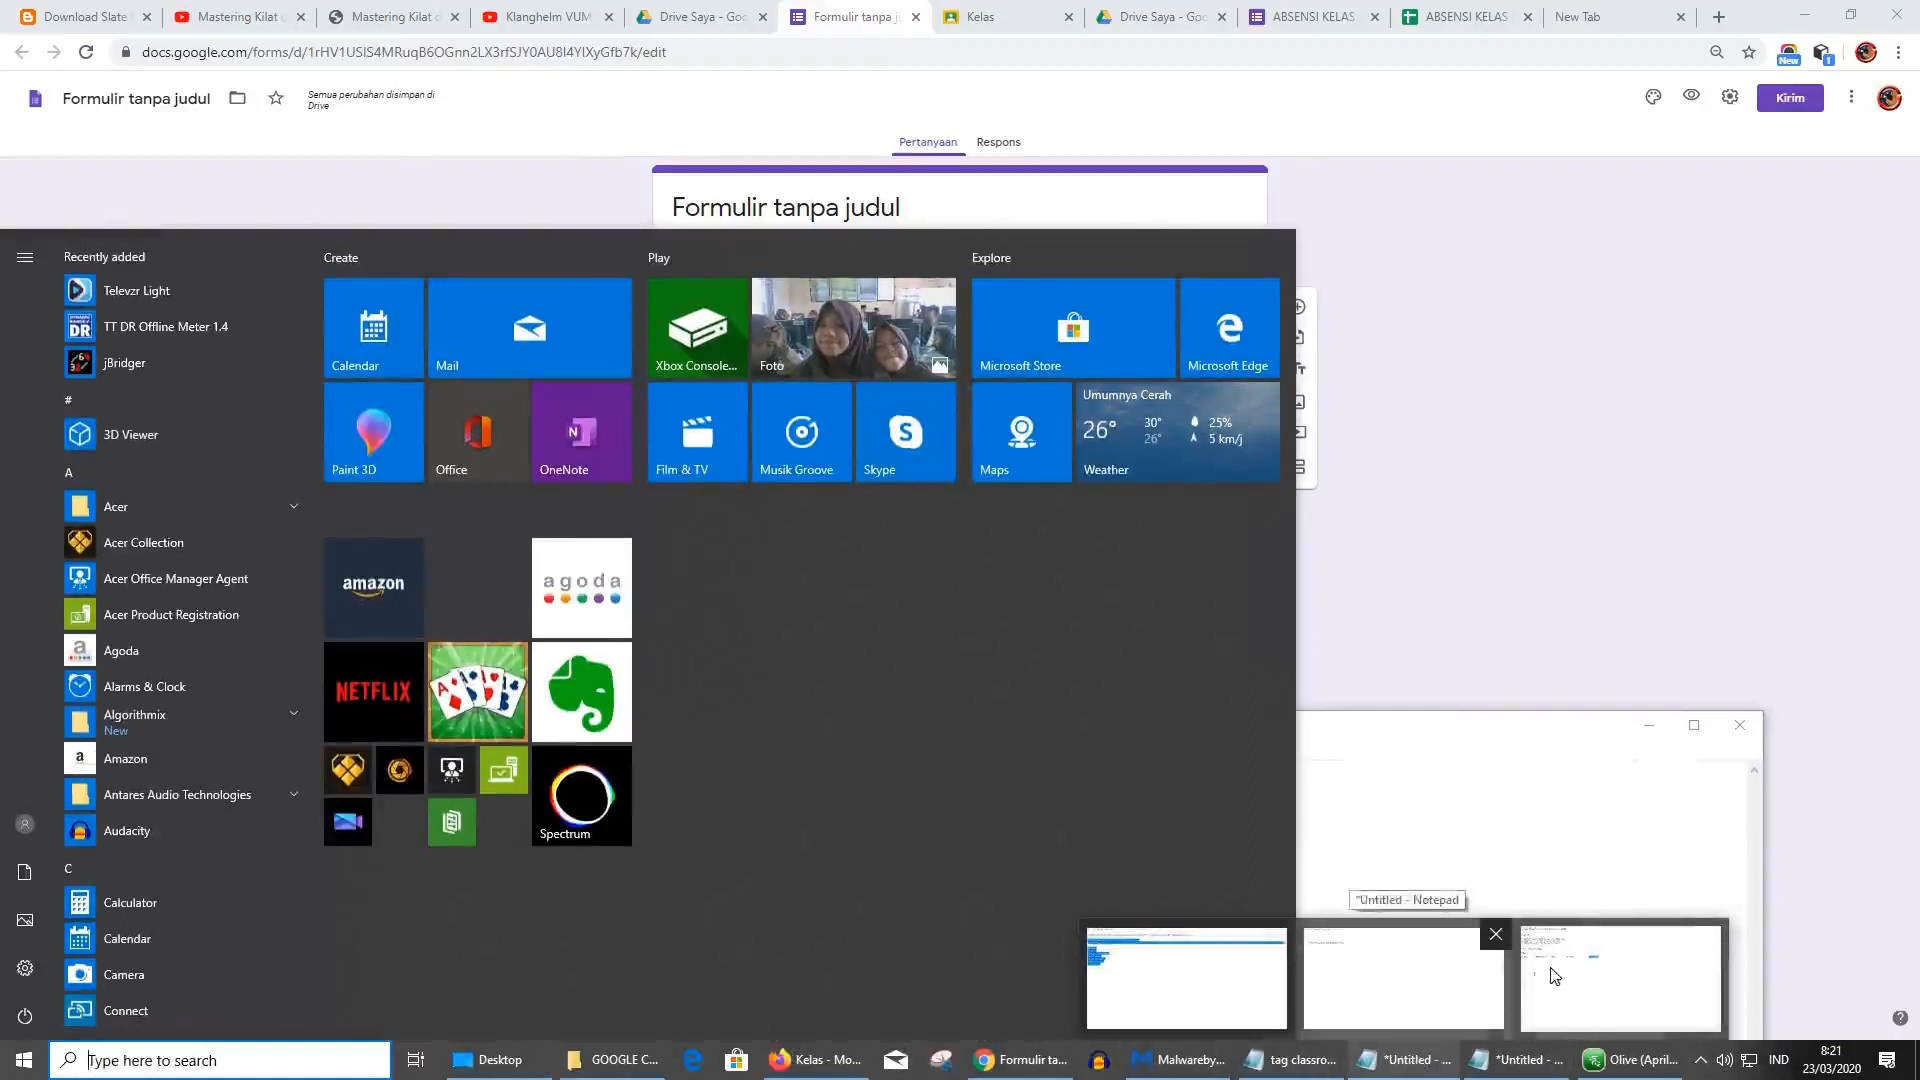 Download Slate
Mastering Kilat
Mastering Kilat
Klanghelm VUM
Drive Saya - Goo
Formulir tanpa ju
Kelas
Drive Saya - Goo
ABSENSI KELAS
ABSENSI KELAS
New Tab
docs.google.com/forms/d/1rHV1USlS4MRuqB6OGnn2LX3rfSJY0AU8I4YlXyGfb7k/edit
New
1
Formulir tanpa judul
Semua perubahan disimpan di
Drive
Kirim
Pertanyaan
Respons
Formulir tanpa judul
Recently added
Televzr Light
TT DR Offline Meter 1.4
jBridger
#
3D Viewer
A
Acer
Acer Collection
Acer Office Manager Agent
Acer Product Registration
Agoda
Alarms & Clock
Algorithmix
New
Amazon
Antares Audio Technologies
Audacity
C
Calculator
Calendar
Camera
Connect
Create
Calendar
Mail
Paint 3D
Office
OneNote
amazon
agoda
NETFLIX
Spectrum
Play
Xbox Console...
Foto
Film & TV
Musik Groove
Skype
Explore
Microsoft Store
Microsoft Edge
Maps
Umumnya Cerah
26°
30°
26°
25%
5 km/j
Weather
*Untitled - Notepad
Type here to search
Desktop
GOOGLE C...
Kelas - Mo...
Formulir ta...
Malwareby...
tag classro...
*Untitled - ...
*Untitled - ...
Olive (April...
IND
8:21
23/03/2020